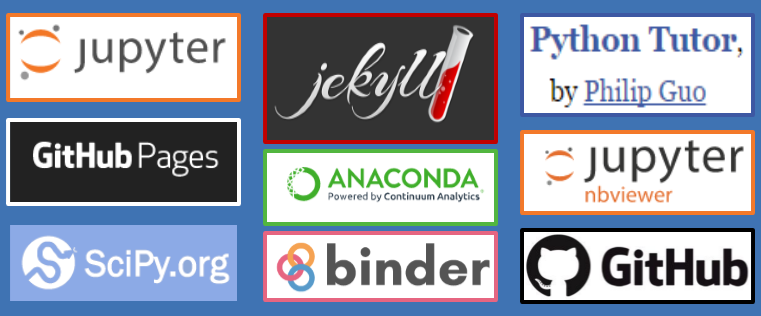 jupyter
GitHub Pages
SciPy.org
jekyll
ANACONDA
Powered by Continuum Analytics
binder
Python Tutor,
by Philip Guo
jupyter
nbviewer
GitHub